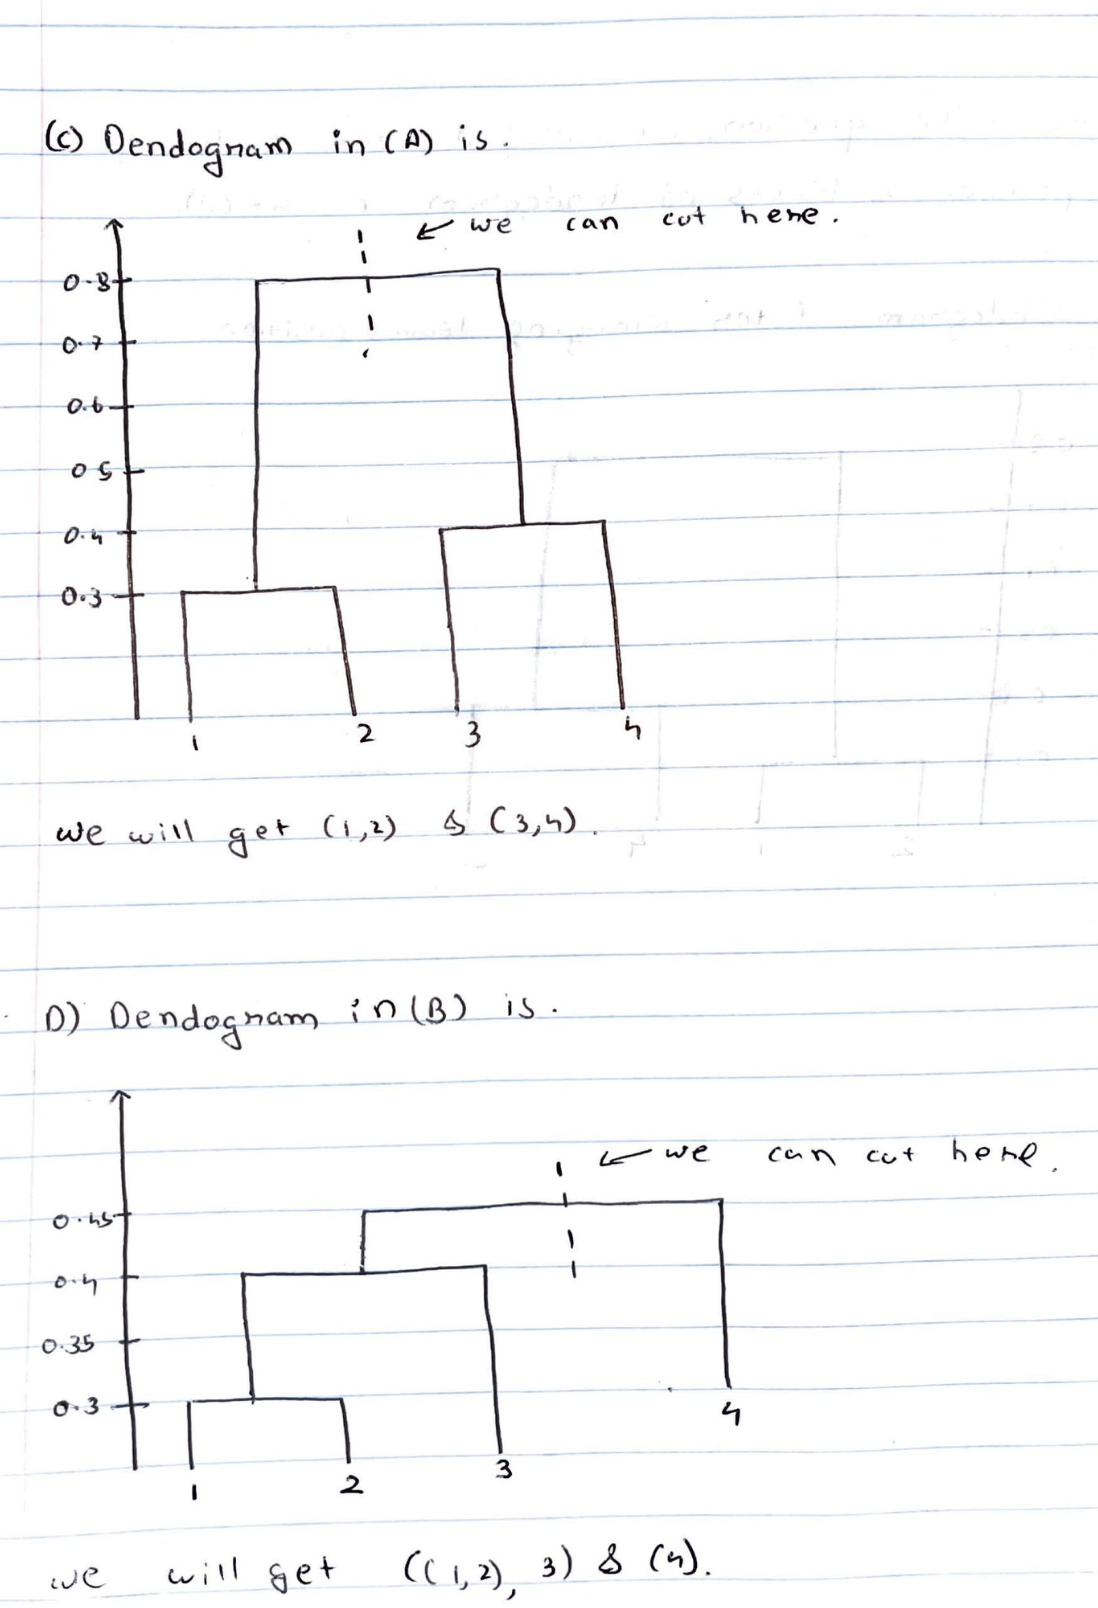 (C) Dendogram in (A) is.
← we can cut here.
0.8
0.7
0.6
0.5
0.4
0.3
1 2 3 4
we will get (1,2) & (3,4).
D) Dendogram in (B) is.
← we can cut here.
0.45
0.4
0.35
0.3
4
3
1 2
we will get ((1,2), 3) & (4).